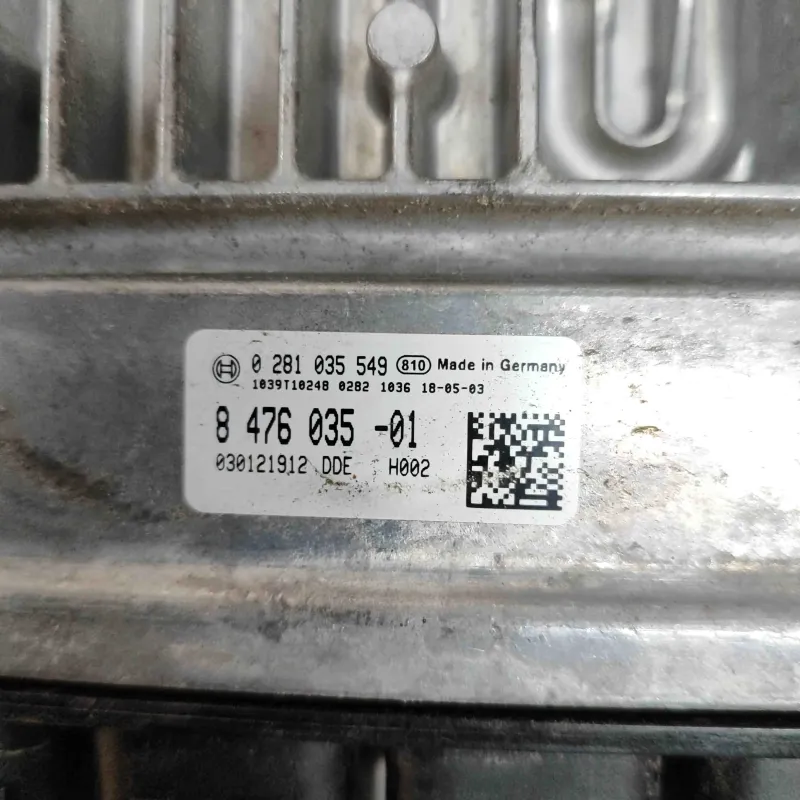 0 281 035 549 810 Made in Germany
1039T10248 0282 1036 18-05-03
8 476 035 -01
030121912 DDE H002